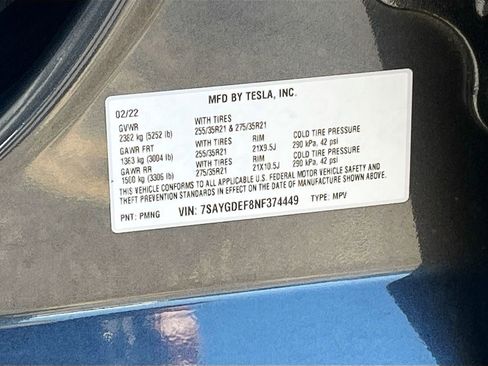 MFD BY TESLA, INC.
02/22
GVWR WITH TIRES
2382 kg (5252 lb) 255/35R21 & 275/35R21
GAWR FRT WITH TIRES RIM COLD TIRE PRESSURE
1363 kg (3004 lb) 255/35R21 21X9.5J 290 kPa, 42 psi
GAWR RR WITH TIRES RIM COLD TIRE PRESSURE
1500 kg (3306 lb) 275/35R21 21X10.5J 290 kPa, 42 psi
THIS VEHICLE CONFORMS TO ALL APPLICABLE U.S. FEDERAL MOTOR VEHICLE SAFETY AND
THEFT PREVENTION STANDARDS IN EFFECT ON THE DATE OF MANUFACTURE SHOWN ABOVE.
PNT: PMNG VIN: 7SAYGDEF8NF374449 TYPE: MPV